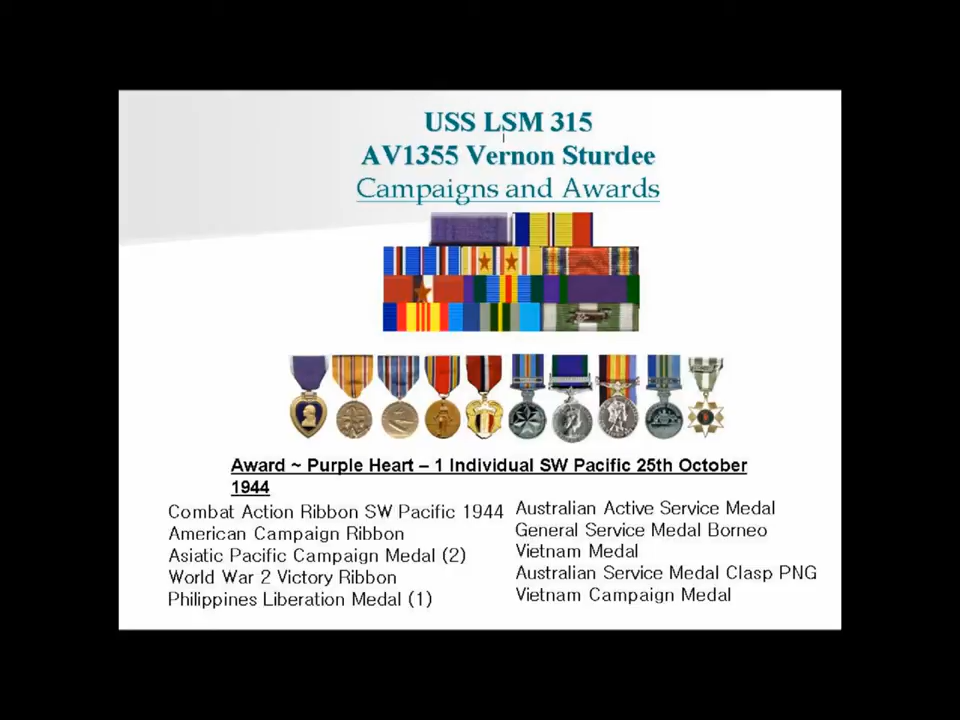 USS LSM 315
AV1355 Vernon Sturdee
Campaigns and Awards
Award ~ Purple Heart – 1 Individual SW Pacific 25th October
1944
Combat Action Ribbon SW Pacific 1944
American Campaign Ribbon
Asiatic Pacific Campaign Medal (2)
World War 2 Victory Ribbon
Philippines Liberation Medal (1)
Australian Active Service Medal
General Service Medal Borneo
Vietnam Medal
Australian Service Medal Clasp PNG
Vietnam Campaign Medal